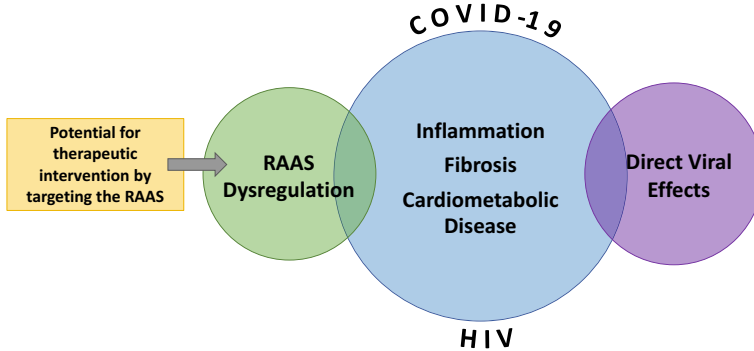 COVID-19
Potential for
therapeutic
intervention by
targeting the RAAS
RAAS
Dysregulation
Inflammation
Fibrosis
Cardiometabolic
Disease
Direct Viral
Effects
HIV